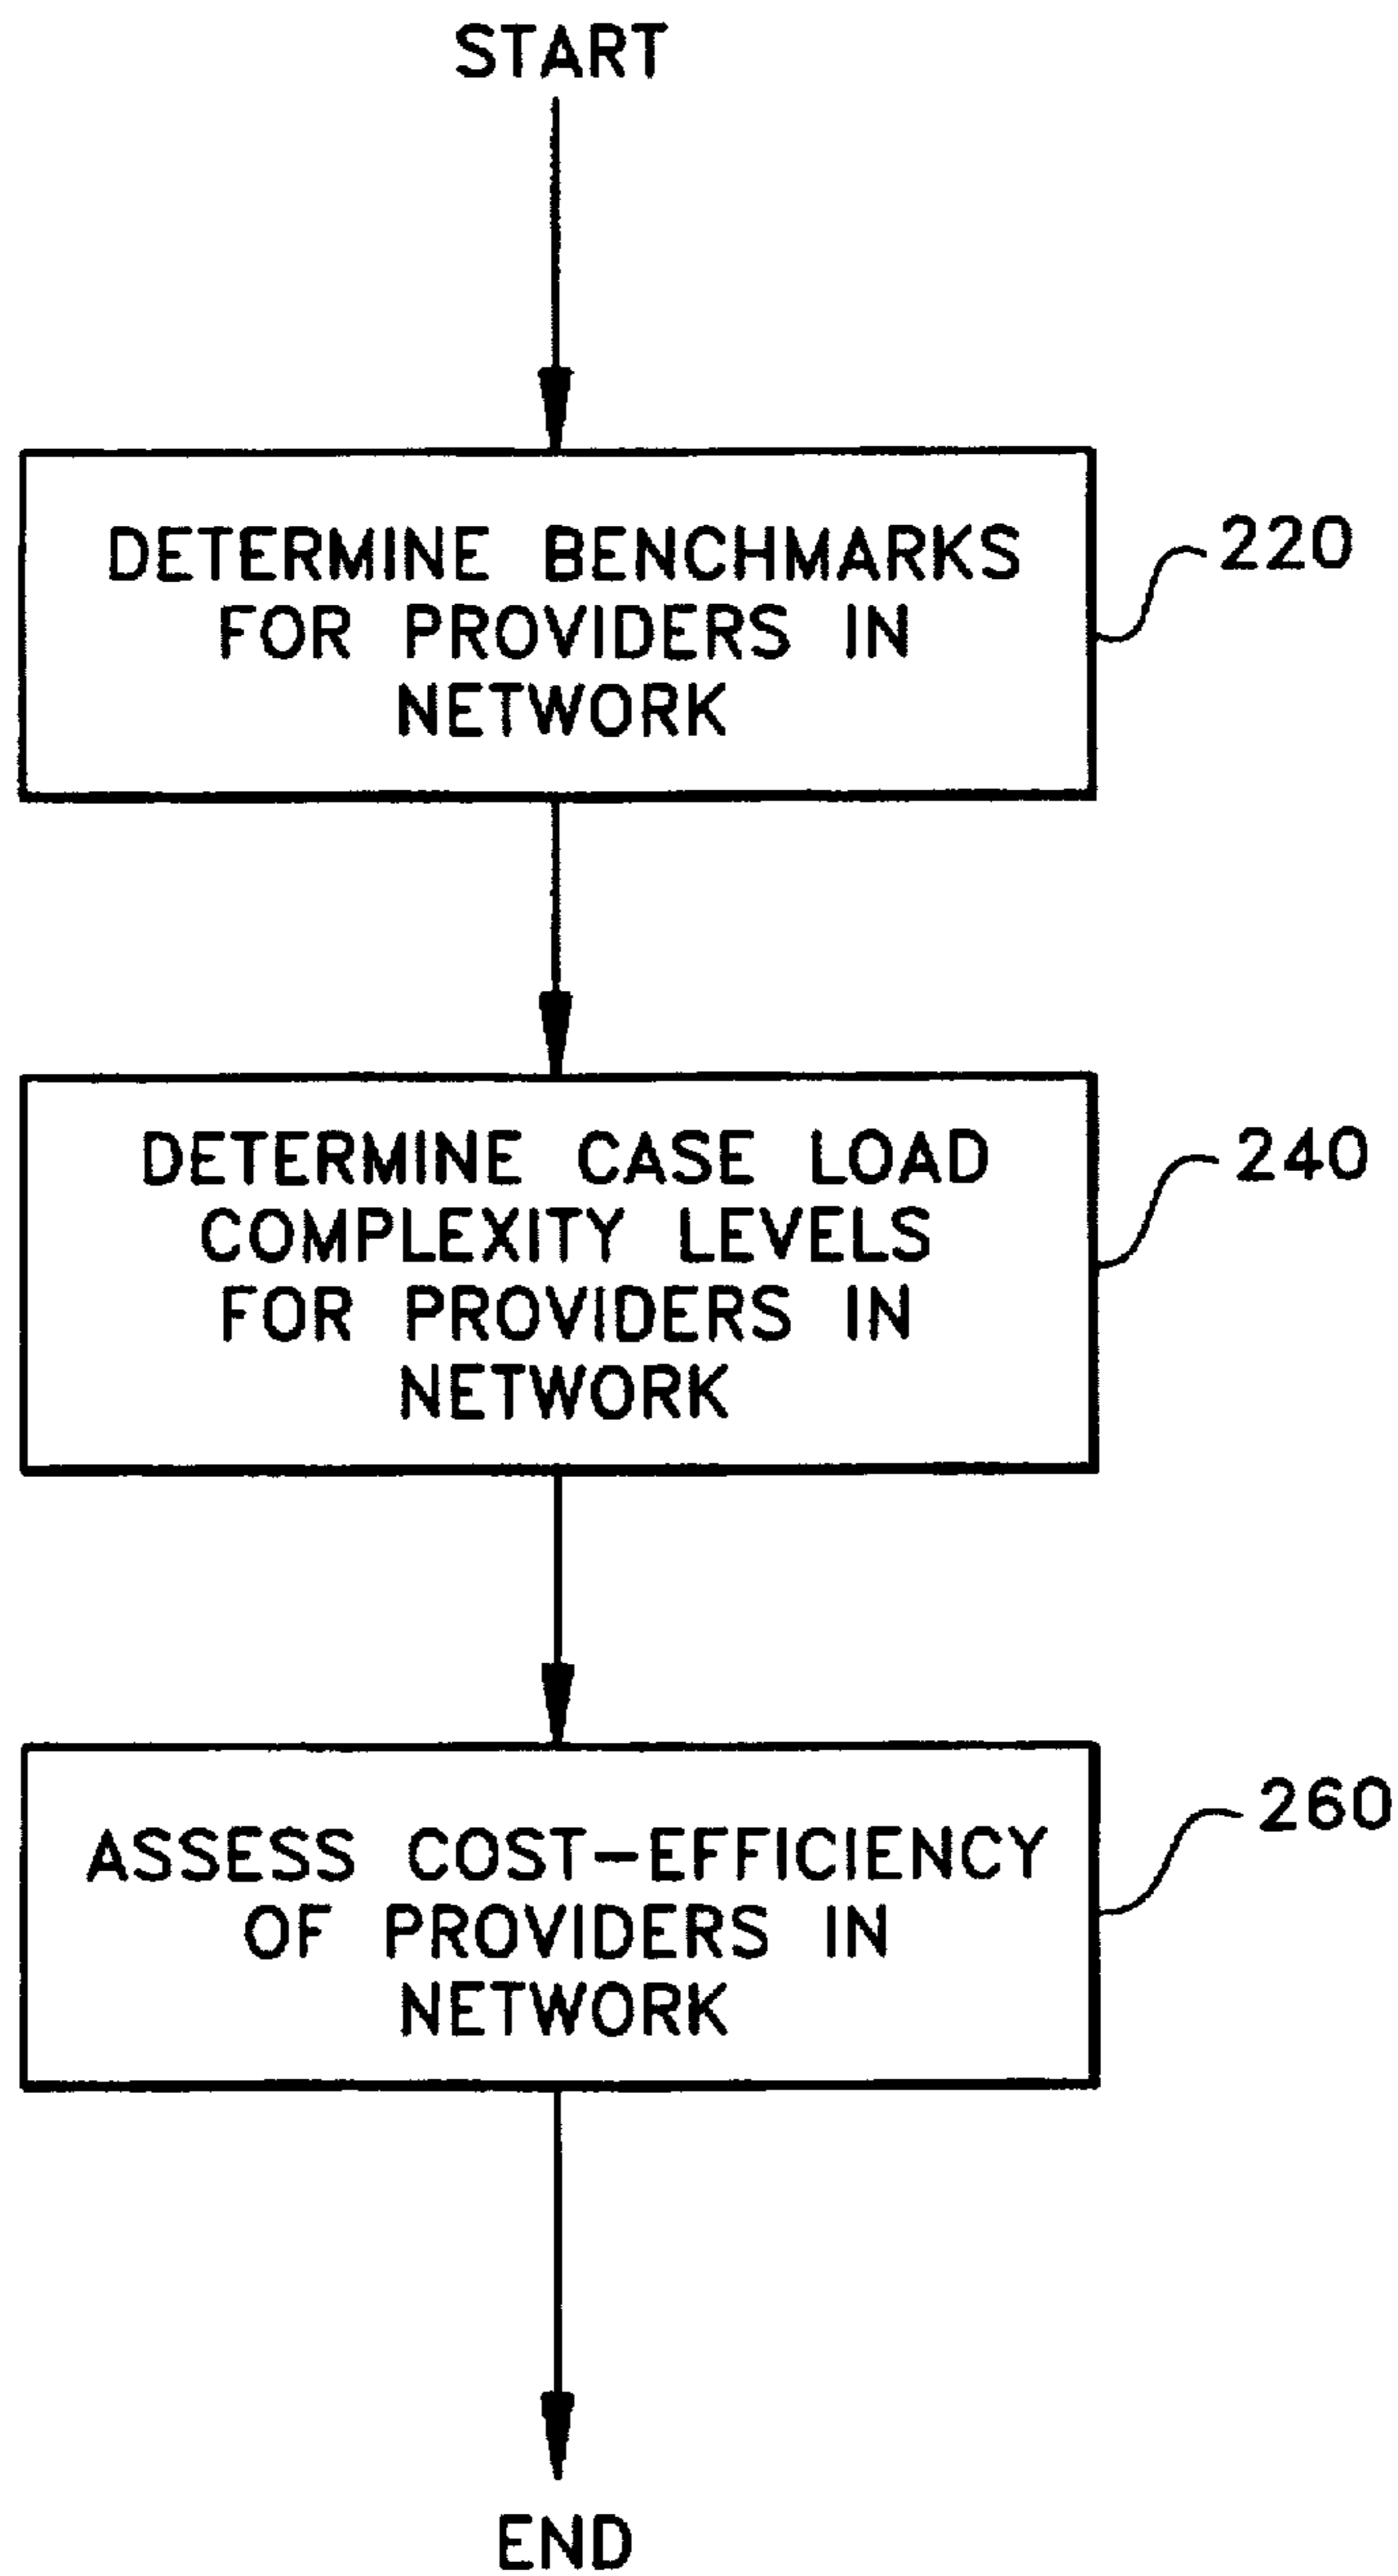 START
DETERMINE BENCHMARKS
FOR PROVIDERS IN
NETWORK
220
DETERMINE CASE LOAD
COMPLEXITY LEVELS
FOR PROVIDERS IN
NETWORK
240
ASSESS COST-EFFICIENCY
OF PROVIDERS IN
NETWORK
260
END